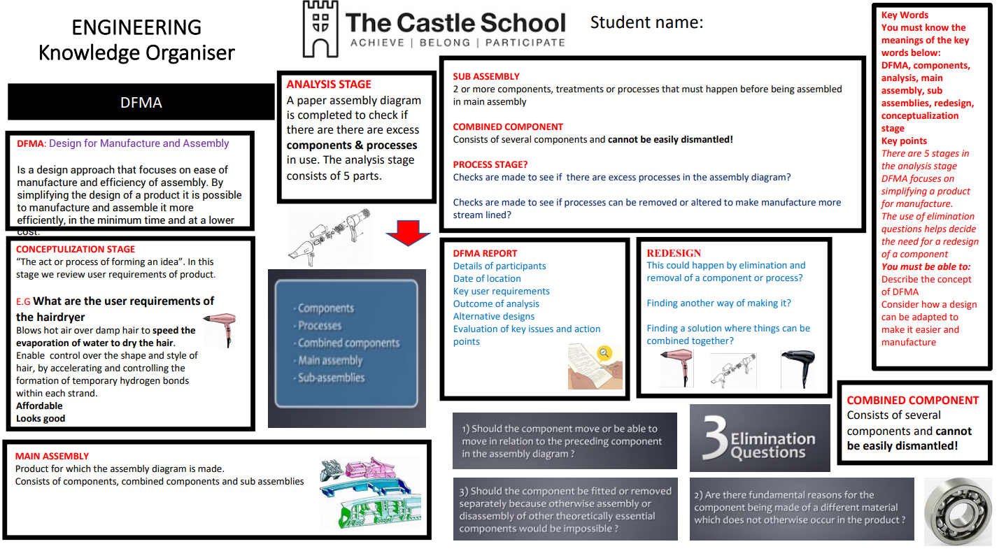 ENGINEERING
Knowledge Organiser
The Castle School
ACHIEVE | BELONG | PARTICIPATE
Student name:
DFMA
DFMA: Design for Manufacture and Assembly
Is a design approach that focuses on ease of
manufacture and efficiency of assembly. By
simplifying the design of a product it is possible
to manufacture and assemble it more
efficiently, in the minimum time and at a lower
cost.
CONCEPTULIZATION STAGE
“The act or process of forming an idea”. In this
stage we review user requirements of product.
E.G What are the user requirements of
the hairdryer
Blows hot air over damp hair to speed the
evaporation of water to dry the hair.
Enable control over the shape and style of
hair, by accelerating and controlling the
formation of temporary hydrogen bonds
within each strand.
Affordable
Looks good
MAIN ASSEMBLY
Product for which the assembly diagram is made.
Consists of components, combined components and sub assemblies
ANALYSIS STAGE
A paper assembly diagram
is completed to check if
there are there are excess
components & processes
in use. The analysis stage
consists of 5 parts.
- Components
- Processes
- Combined components
- Main assembly
- Sub-assemblies
SUB ASSEMBLY
2 or more components, treatments or processes that must happen before being assembled
in main assembly
COMBINED COMPONENT
Consists of several components and cannot be easily dismantled!
PROCESS STAGE?
Checks are made to see if there are excess processes in the assembly diagram?
Checks are made to see if processes can be removed or altered to make manufacture more
stream lined?
DFMA REPORT
Details of participants
Date of location
Key user requirements
Outcome of analysis
Alternative designs
Evaluation of key issues and action
points
REDESIGN
This could happen by elimination and
removal of a component or process?
Finding another way of making it?
Finding a solution where things can be
combined together?
1) Should the component move or be able to
move in relation to the preceding component
in the assembly diagram ?
3 Elimination
Questions
3) Should the component be fitted or removed
separately because otherwise assembly or
disassembly of other theoretically essential
components would be impossible ?
2) Are there fundamental reasons for the
component being made of a different material
which does not otherwise occur in the product ?
Key Words
You must know the
meanings of the key
words below:
DFMA, components,
analysis, main
assembly, sub
assemblies, redesign,
conceptualization
stage
Key points
There are 5 stages in
the analysis stage
DFMA focuses on
simplifying a product
for manufacture.
The use of elimination
questions helps decide
the need for a redesign
of a component
You must be able to:
Describe the concept
of DFMA
Consider how a design
can be adapted to
make it easier and
manufacture
COMBINED COMPONENT
Consists of several
components and cannot
be easily dismantled!